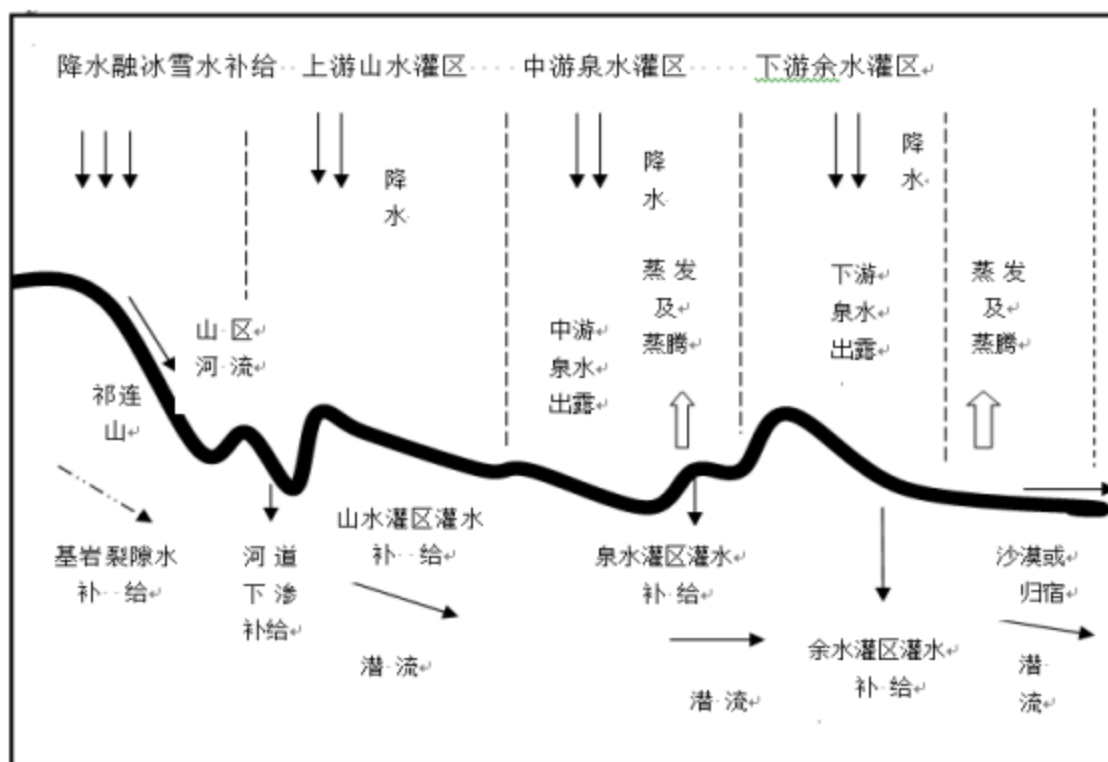 降水融冰雪水补给 上游山水灌区 中游泉水灌区 下游余水灌区
降
水
降
水
降
水
山区
河流
祁连
山
中游
泉水
出露
蒸发
及
蒸腾
下游
泉水
出露
蒸发
及
蒸腾
基岩裂隙水
补给
河道
下渗
补给
山水灌区灌水
补给
潜流
泉水灌区灌水
补给
潜流
余水灌区灌水
补给
沙漠或
归宿
潜
流